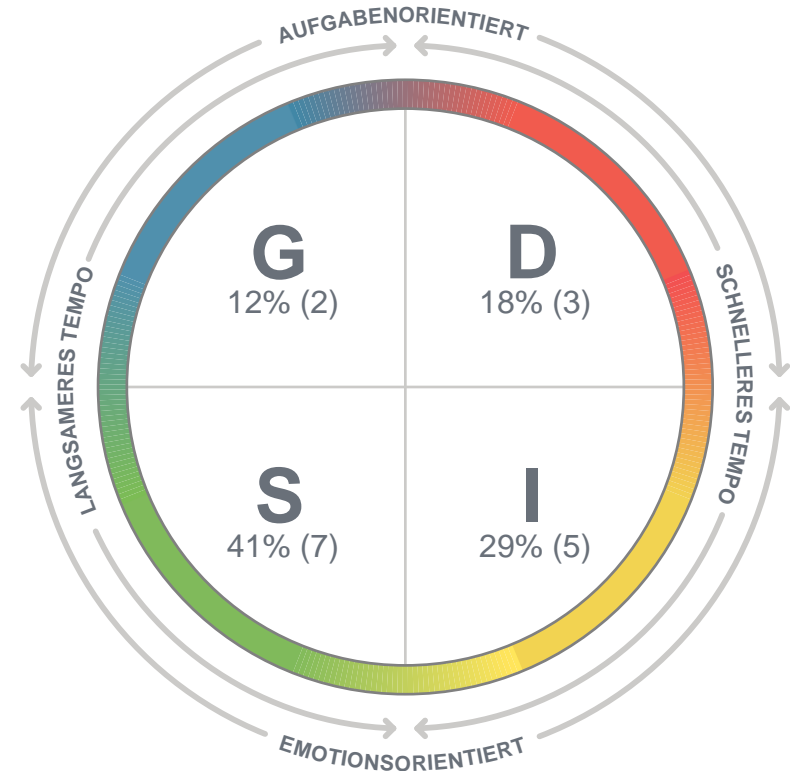 AUFGABENORIENTIERT
G
12% (2)
D
18% (3)
LANGSAMERES TEMPO
SCHNELLERES TEMPO
S
41% (7)
I
29% (5)
EMOTIONSORIENTIERT